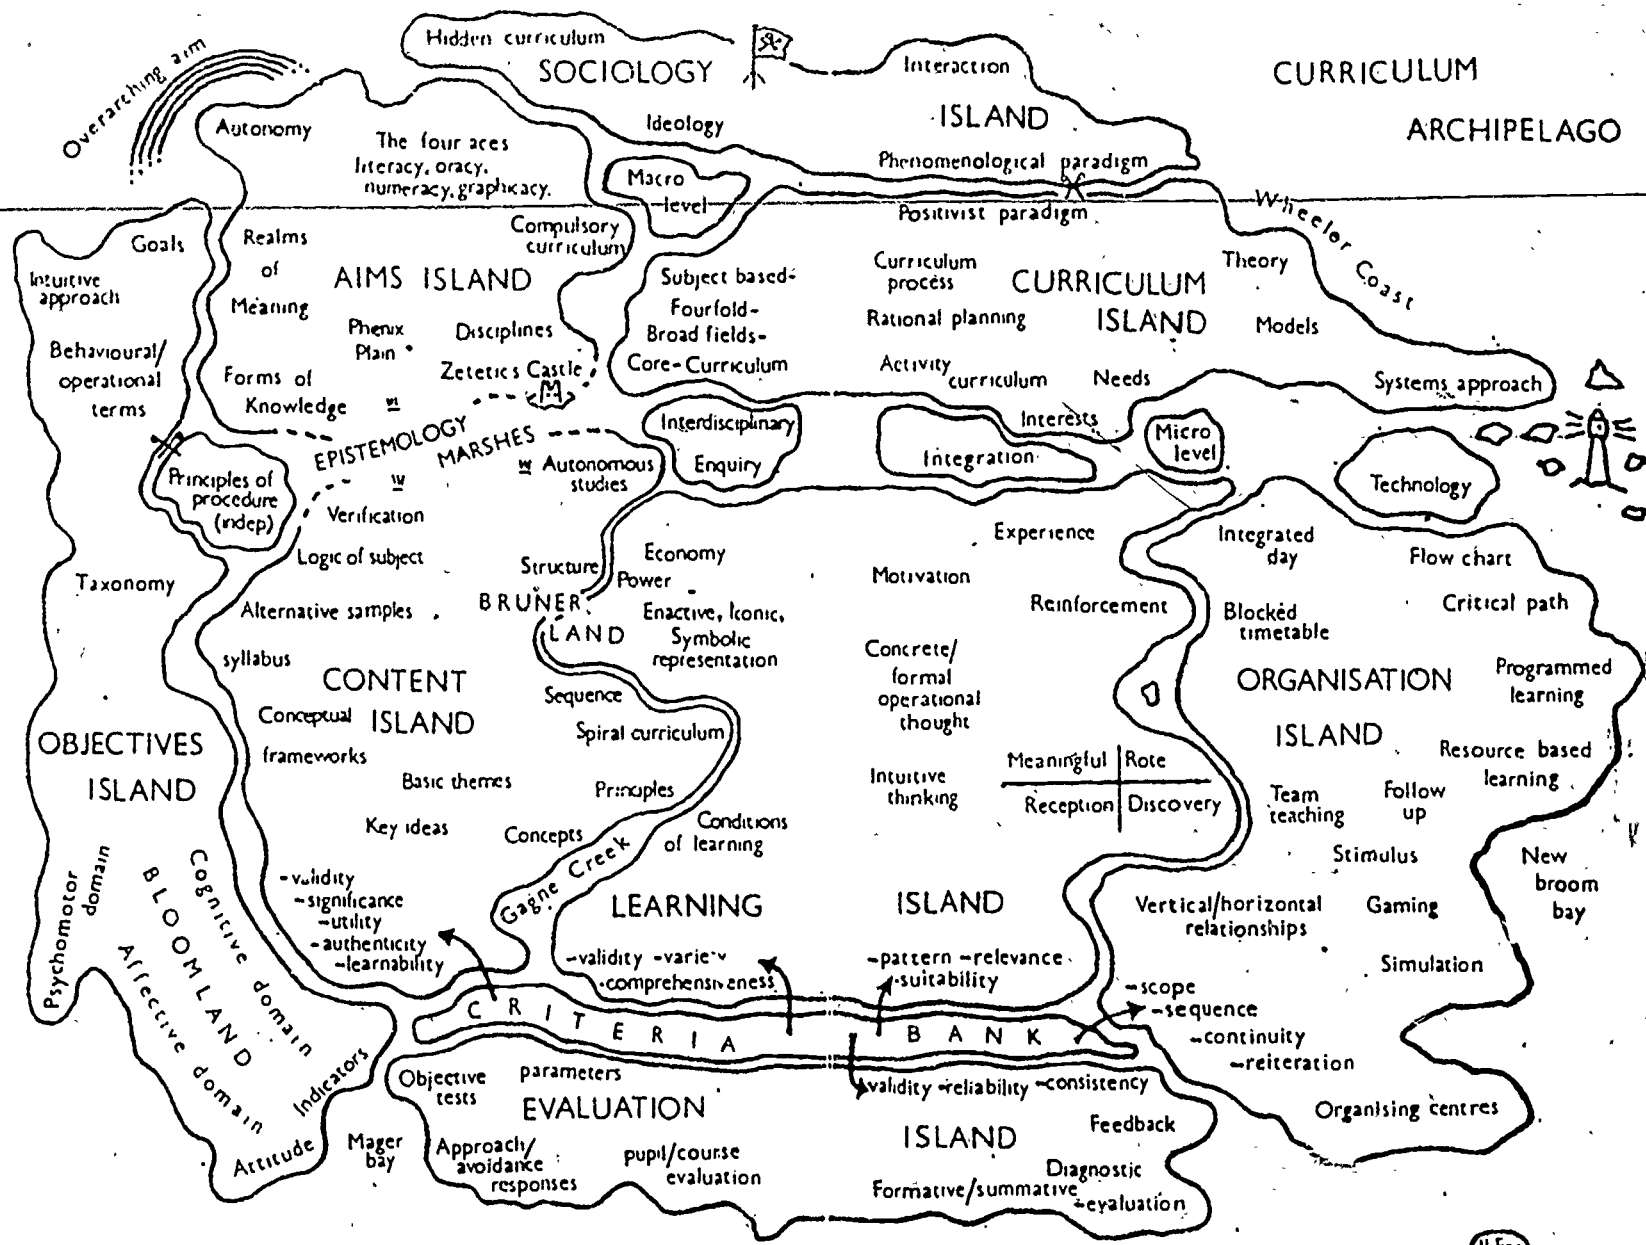 CURRICULUM
ARCHIPELAGO
Overarching aim
Hidden curriculum
SOCIOLOGY
ISLAND
Interaction
Ideology
Phenomenological paradigm
Macro
level
Autonomy
The four aces
literacy, oracy,
numeracy, graphicacy.
Compulsory
curriculum
Realms
of
Meaning
AIMS ISLAND
Phenix
Plain
Disciplines
Zetetics Castle
Forms of
Knowledge
EPISTEMOLOGY
MARSHES
Positivist paradigm
Wheeler Coast
Subject based-
Fourfold-
Broad fields-
Core-Curriculum
Curriculum
process
CURRICULUM
ISLAND
Theory
Rational planning
Models
Activity
curriculum
Needs
Interests
Systems approach
Interdisciplinary
Enquiry
Integration
Micro
level
Technology
Goals
Intuitive
approach
Behavioural/
operational
terms
Principles of
procedure
(indep)
Taxonomy
OBJECTIVES
ISLAND
Psychomotor
domain
BLOOMLAND
Cognitive domain
Affective domain
Indicators
Attitude
Mager
bay
Autonomous
studies
Verification
Logic of subject
Structure
Alternative samples
syllabus
CONTENT
ISLAND
Conceptual
frameworks
Basic themes
Key ideas
Sequence
Spiral curriculum
Principles
Concepts
-validity
-significance
-utility
-authenticity
-learnability
BRUNER
LAND
Gagne Creek
Economy
Power
Enactive, Iconic,
Symbolic
representation
Experience
Motivation
Reinforcement
Concrete/
formal
operational
thought
Intuitive
thinking
Meaningful
Rote
Reception
Discovery
Conditions
of learning
LEARNING
ISLAND
-validity -variety
-comprehensiveness
-pattern -relevance
-suitability
Integrated
day
Flow chart
Blocked
timetable
Critical path
ORGANISATION
ISLAND
Programmed
learning
Resource based
learning
Team
teaching
Follow
up
Stimulus
New
broom
bay
Vertical/horizontal
relationships
Gaming
Simulation
-scope
-sequence
-continuity
-reiteration
Organising centres
CRITERIA BANK
Objective
tests
parameters
EVALUATION
ISLAND
-validity -reliability -consistency
Feedback
Approach/
avoidance
responses
pupil/course
evaluation
Diagnostic
Formative/summative
-evaluation